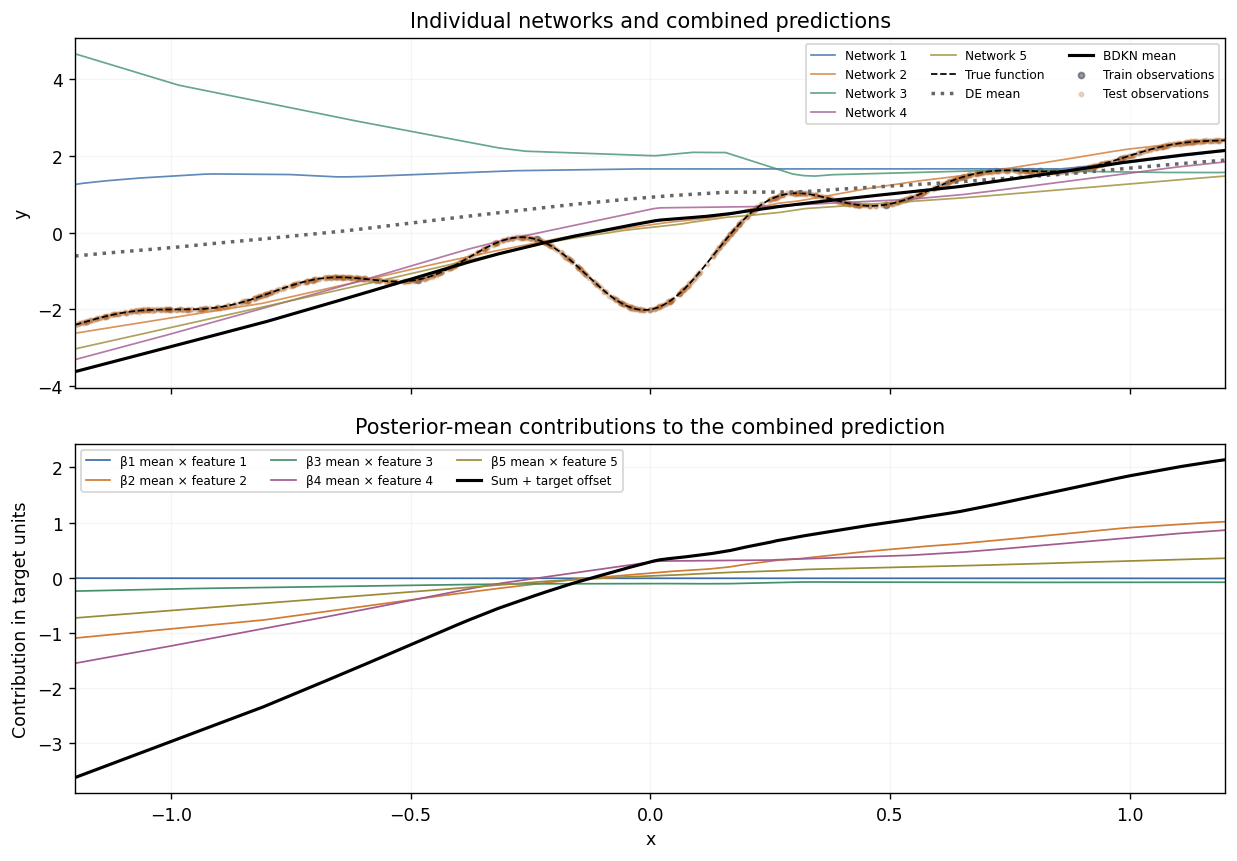 Individual networks and combined predictions
Network 1
Network 2
Network 3
Network 4
Network 5
True function
DE mean
BDKN mean
Train observations
Test observations
4
2
0
−2
−4
y
Posterior-mean contributions to the combined prediction
β1 mean × feature 1
β2 mean × feature 2
β3 mean × feature 3
β4 mean × feature 4
β5 mean × feature 5
Sum + target offset
2
1
0
−1
−2
−3
Contribution in target units
−1.0
−0.5
0.0
0.5
1.0
x